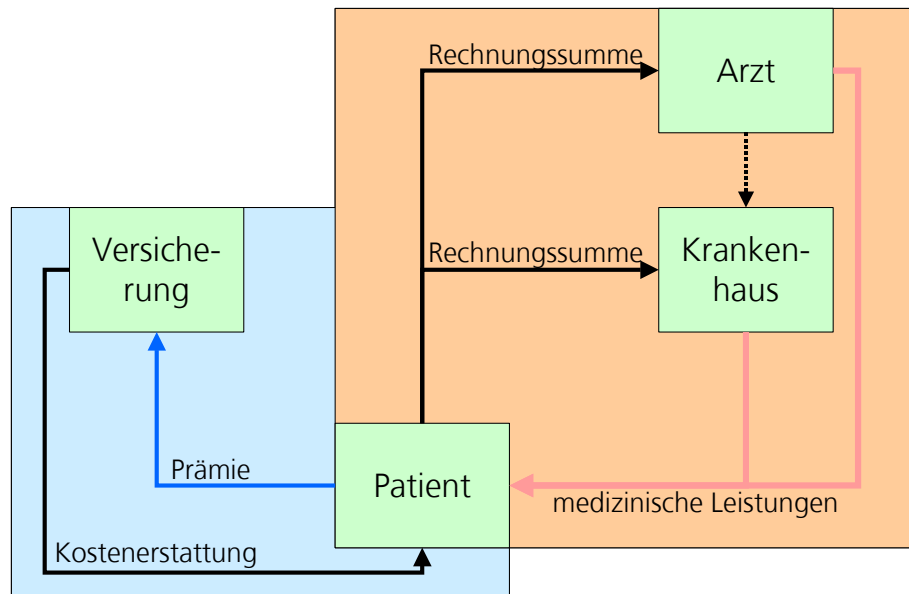 Rechnungssumme
Arzt
Versiche-
rung
Rechnungssumme
Kranken-
haus
Prämie
Patient
medizinische Leistungen
Kostenerstattung